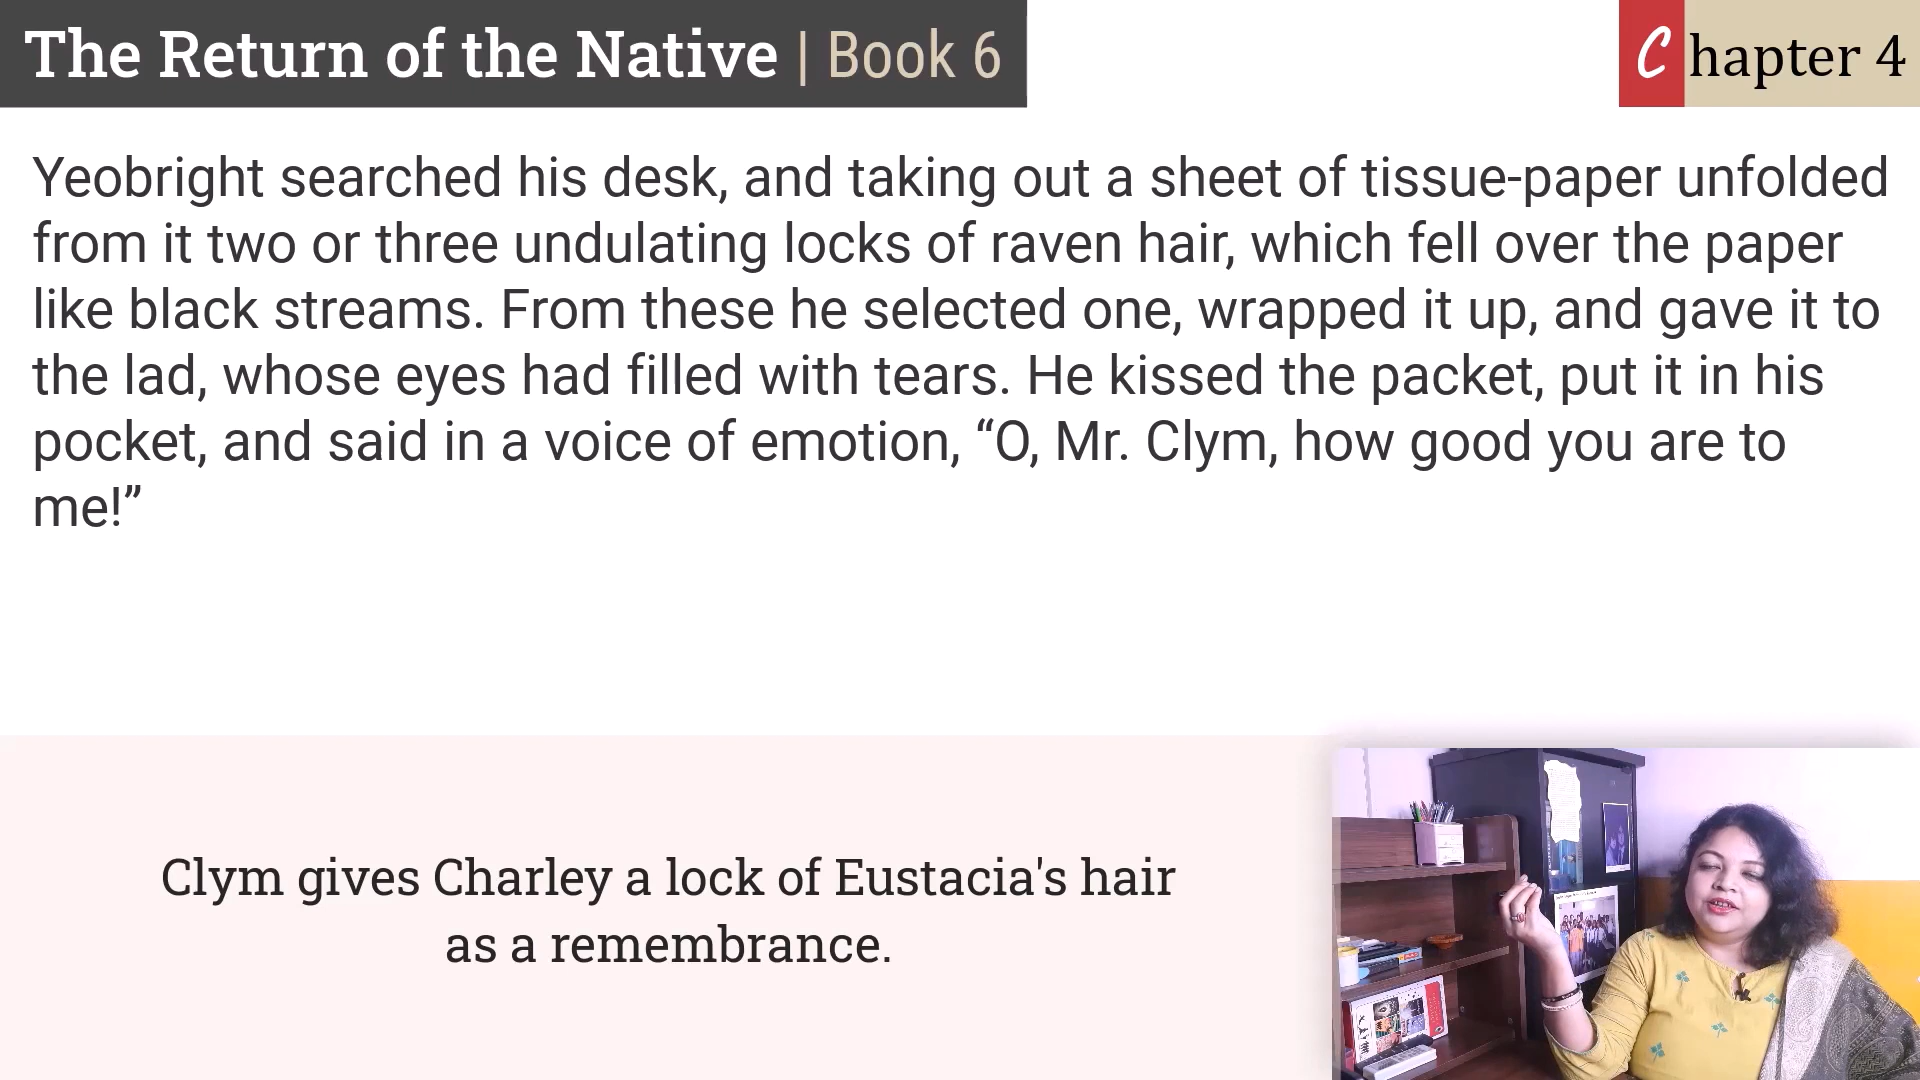 The Return of the Native | Book 6
Chapter 4
Yeobright searched his desk, and taking out a sheet of tissue-paper unfolded
from it two or three undulating locks of raven hair, which fell over the paper
like black streams. From these he selected one, wrapped it up, and gave it to
the lad, whose eyes had filled with tears. He kissed the packet, put it in his
pocket, and said in a voice of emotion, “O, Mr. Clym, how good you are to
me!”
Clym gives Charley a lock of Eustacia's hair
as a remembrance.